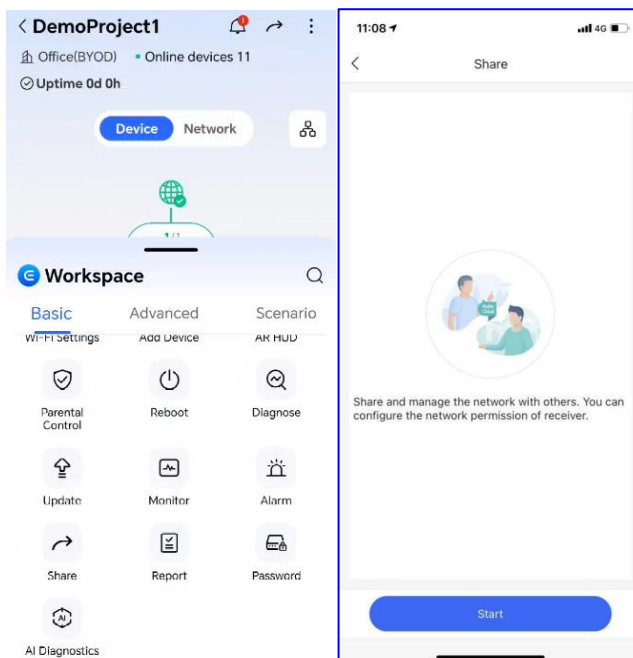 DemoProject1
Office(BYOD) • Online devices 11
Uptime 0d 0h
Device Network
1/1
Workspace
Basic Advanced Scenario
Wi-Fi Settings Add Device AR HUD
Parental Control
Reboot
Diagnose
Update Monitor Alarm
Share Report Password
AI
AI Diagnostics
11:08 4G
Share
Share and manage the network with others. You can
configure the network permission of receiver.
Start